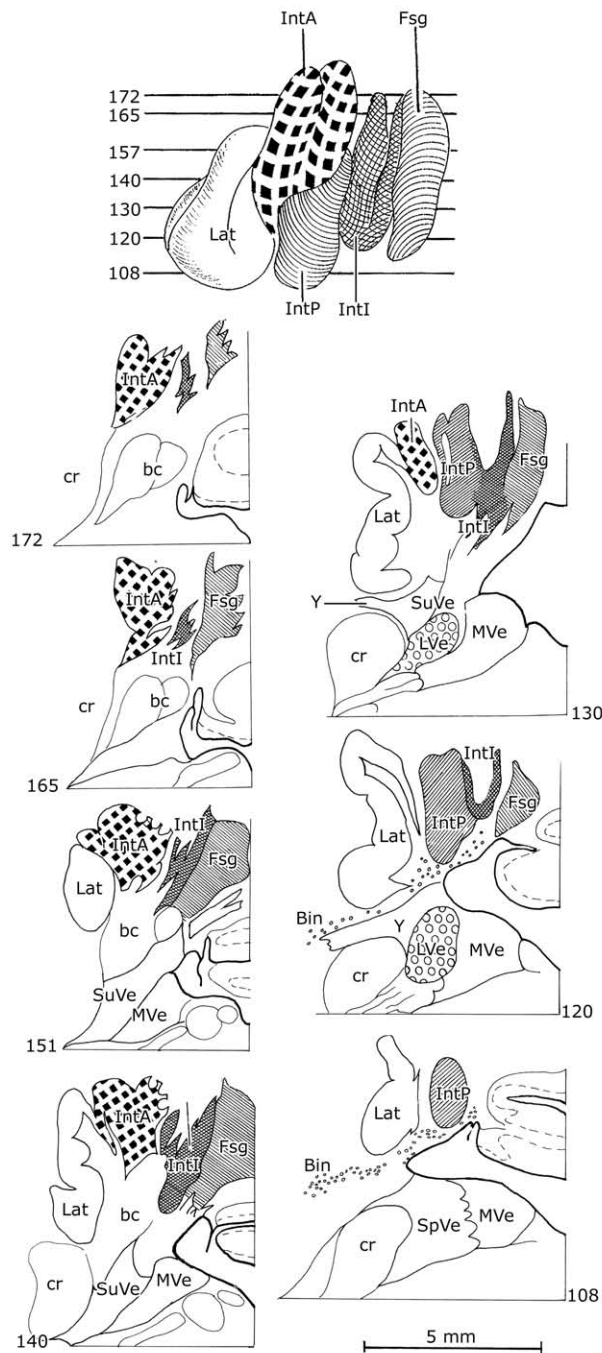 IntA Fsg
172
165
157
140
130
120
108
Lat
IntP IntI
IntA
cr
bc
172
IntA
Fsg
IntI
cr
bc
165
IntI
IntA
Fsg
Lat
bc
SuVe
MVe
151
IntA
Fsg
IntI
Lat
bc
cr
SuVe
MVe
140
IntA
IntP
Fsg
Lat
IntI
Y
SuVe
LVe
MVe
cr
130
IntI
IntP
Fsg
Lat
Bin
Y
LVe
MVe
cr
120
IntP
Lat
Bin
SpVe
MVe
cr
108
5 mm